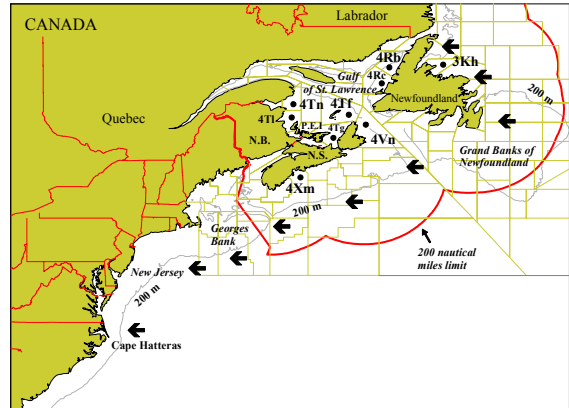 Labrador
CANADA
4Rb
3Kh
Gulf
of St. Lawrence
4Rc
200 m
4Tn
4Tf
Newfoundland
Quebec
4Tl
P.E.I
4Tg
4Vn
N.B.
N.S.
Grand Banks of
Newfoundland
4Xm
200 m
Georges
Bank
200 nautical
miles limit
New Jersey
200 m
Cape Hatteras